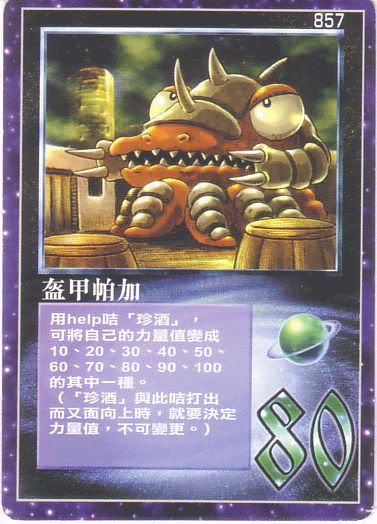 857
盔甲帕加
用help咭「珍酒」，
可將自己的力量值變成
10、20、30、40、50、
60、70、80、90、100
的其中一種。
（「珍酒」與此咭打出
而又面向上時，就要決定
力量值，不可變更。）
80